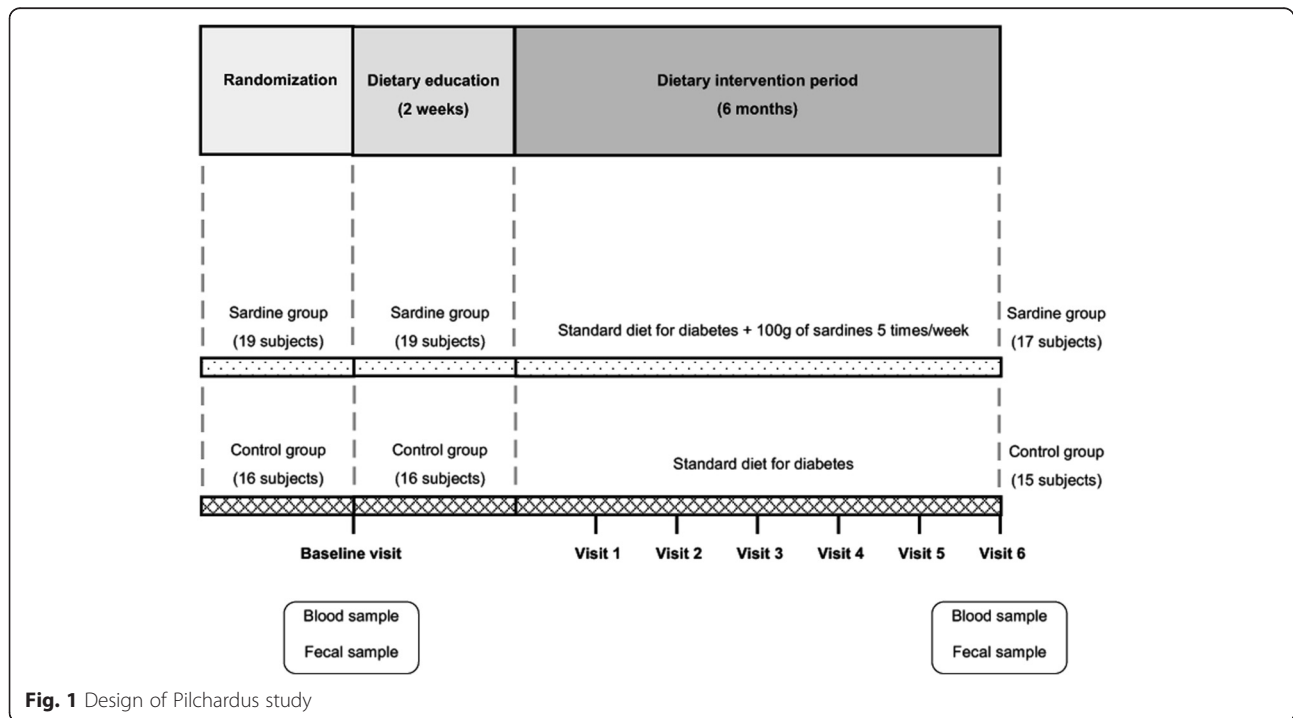 Randomization
Dietary education
(2 weeks)
Dietary intervention period
(6 months)
Sardine group
(19 subjects)
Sardine group
(19 subjects)
Standard diet for diabetes + 100g of sardines 5 times/week
Sardine group
(17 subjects)
Control group
(16 subjects)
Control group
(16 subjects)
Standard diet for diabetes
Control group
(15 subjects)
Baseline visit
Visit 1
Visit 2
Visit 3
Visit 4
Visit 5
Visit 6
Blood sample
Fecal sample
Blood sample
Fecal sample
Fig. 1 Design of Pilchardus study